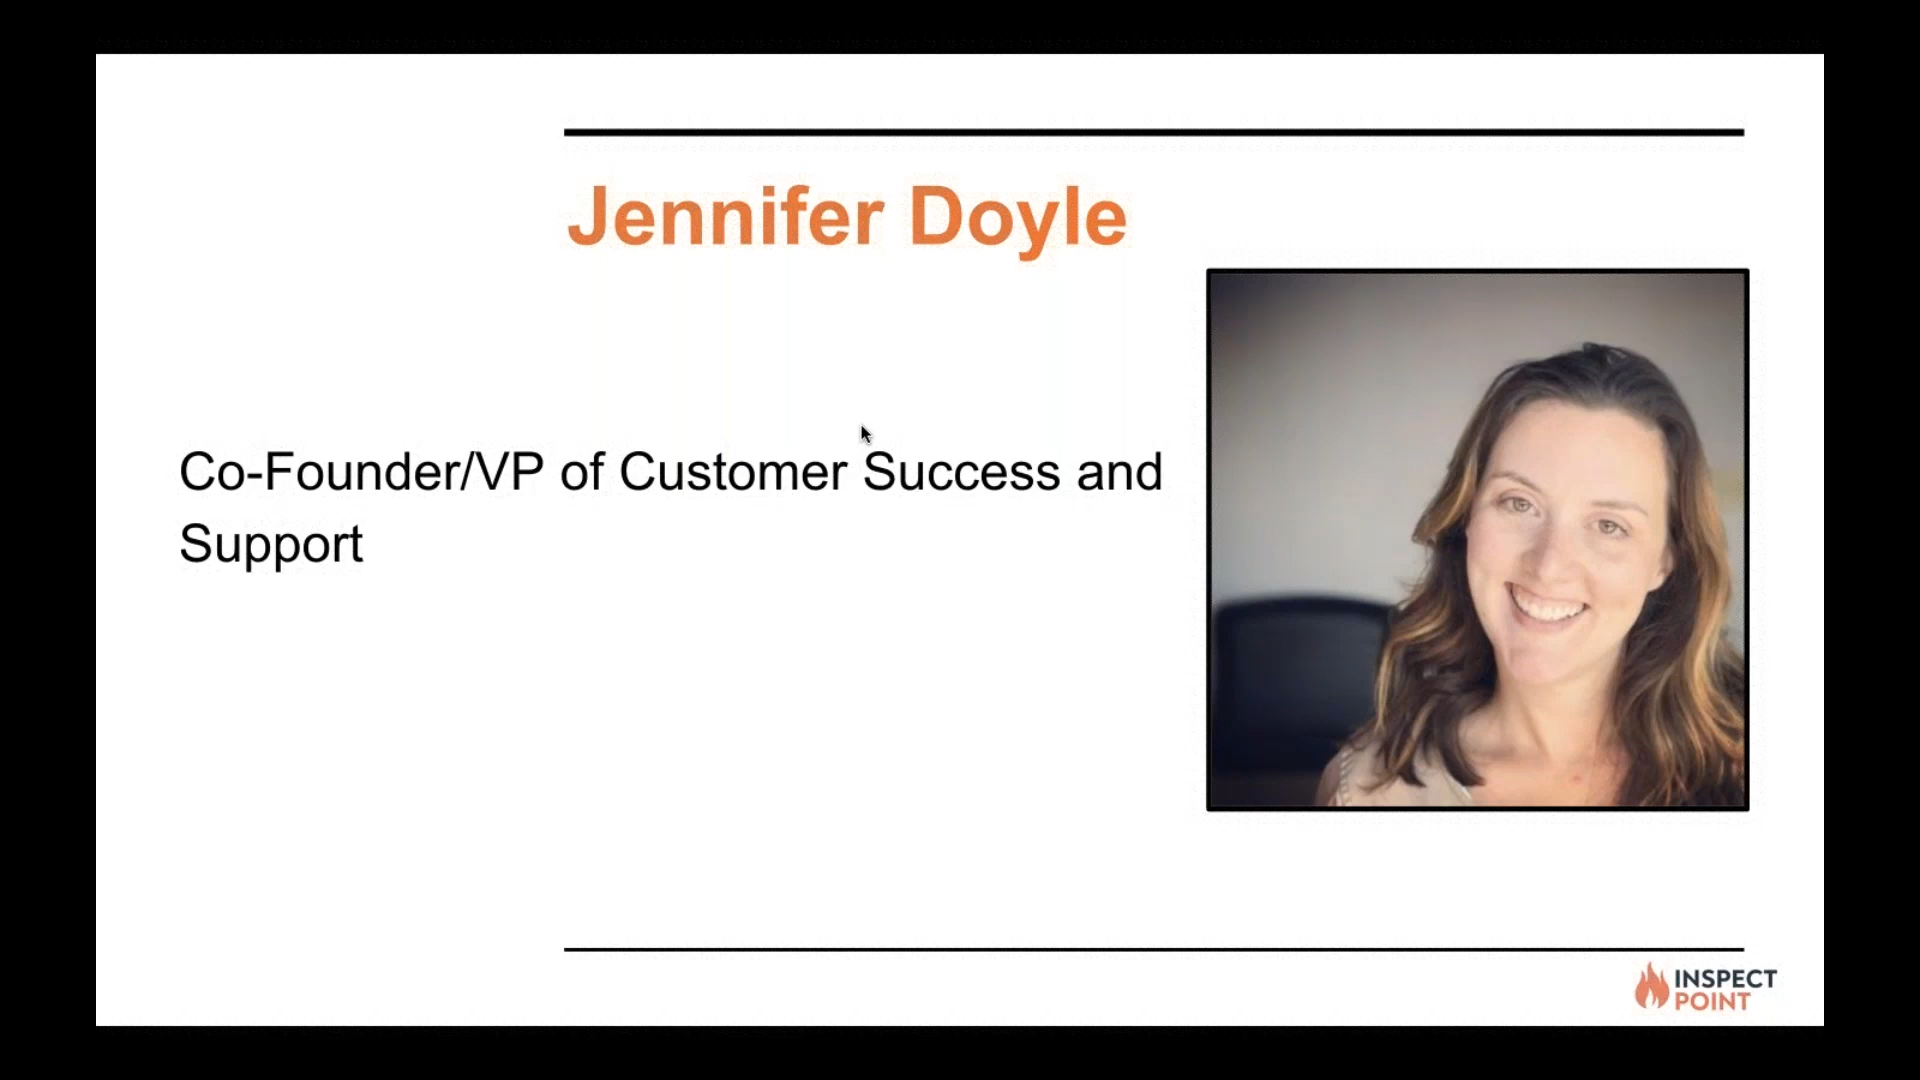 Jennifer Doyle
Co-Founder/VP of Customer Success and
Support
INSPECT
POINT